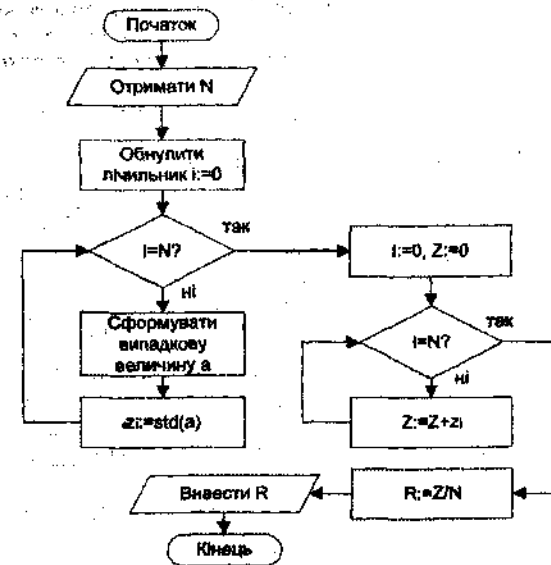 Початок
Отримати N
Обнулити
лічильник i:=0
i=N?
так
ні
Сформувати
випадкову
величину a
zi:=std(a)
i:=0, Z:=0
i=N?
так
ні
Z:=Z+zi
R:=Z/N
Вивести R
Кінець